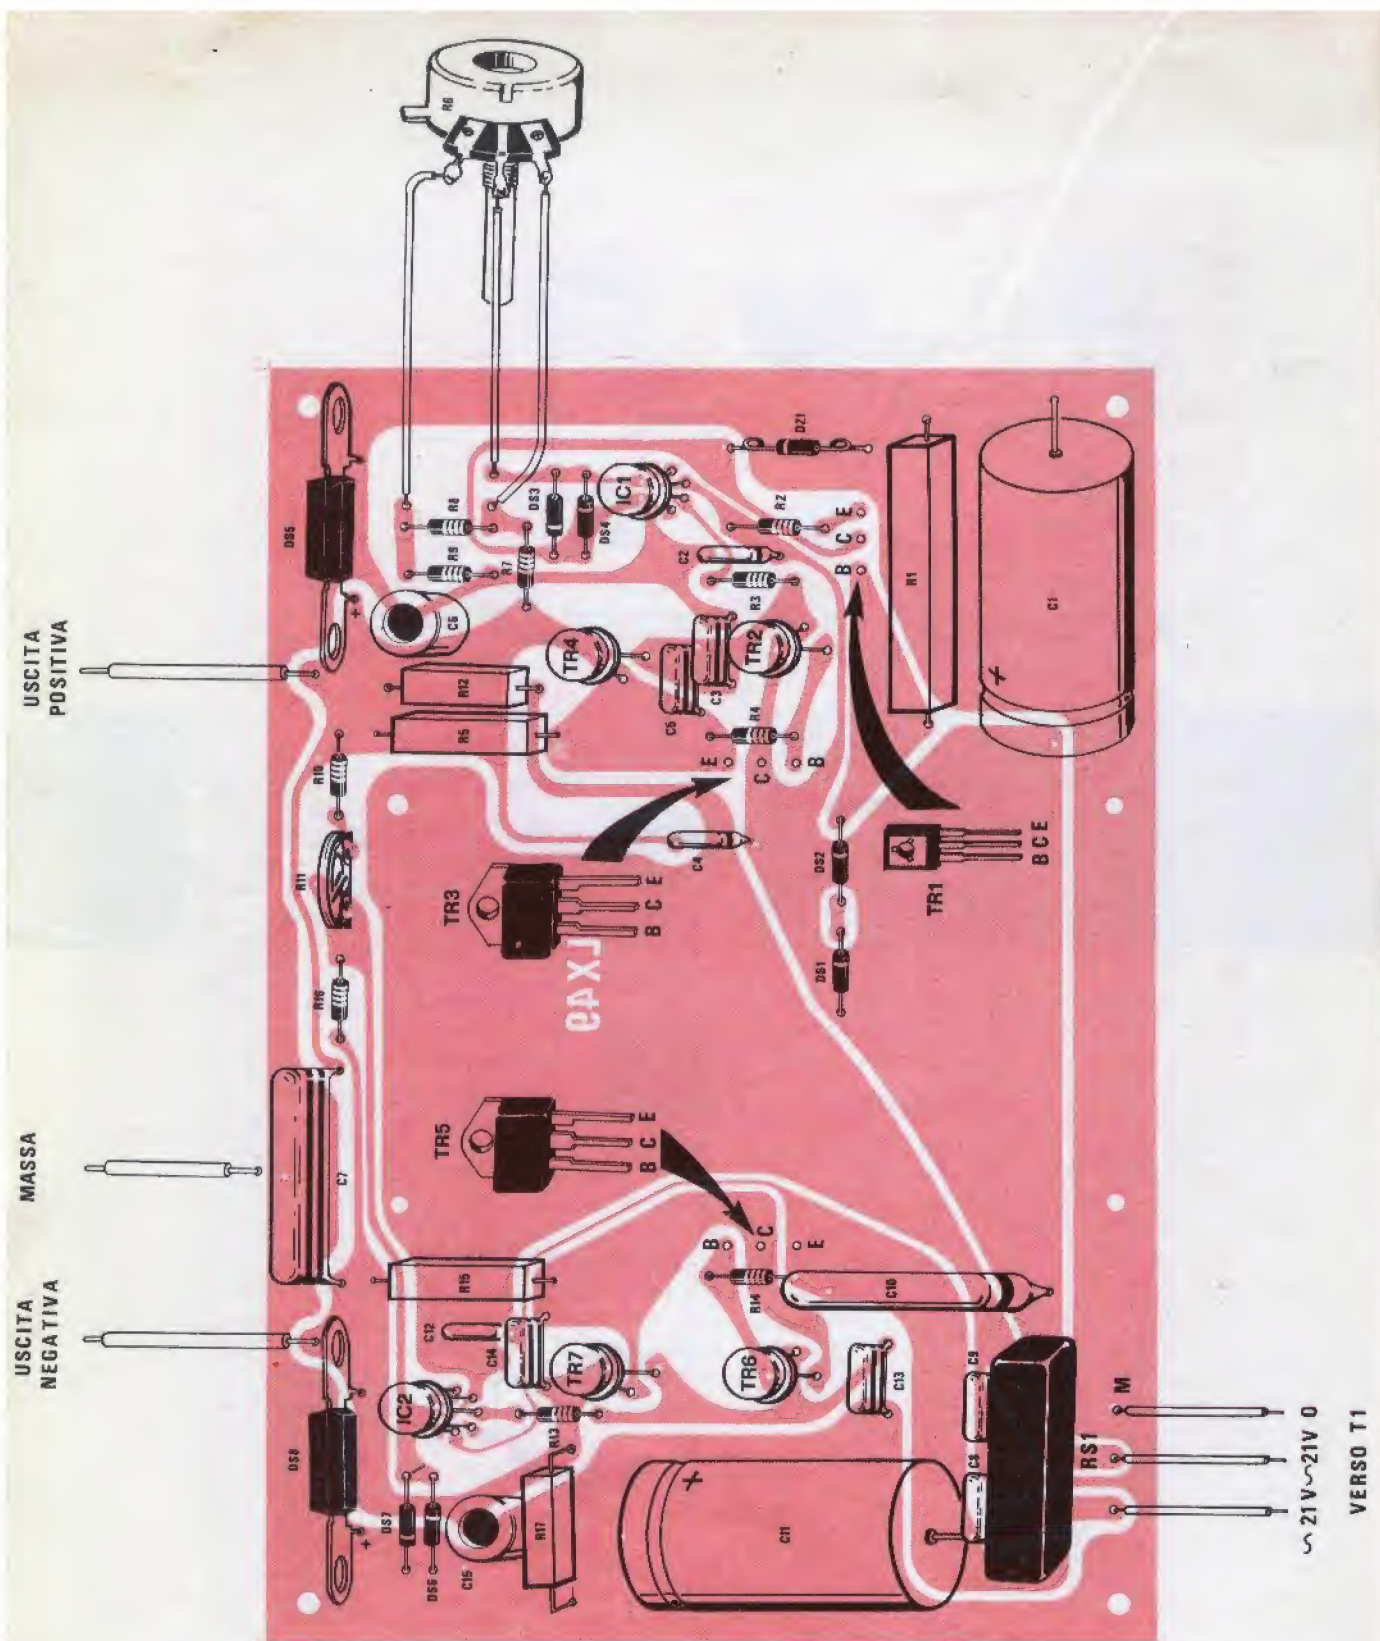 R6
USCITA
POSITIVA
DS5
R8
R9
R7
DS3
DS4
IC1
DZ1
R2
C2
R3
E
C
B
R1
C1
+
+
C6
R12
R5
TR4
C5
C3
TR2
R4
E
C
B
R10
R11
R16
TR3
B C E
C4
DS2
DS1
TR1
B C E
LX49
MASSA
C7
TR5
B C E
B
C
E
R15
R14
C10
USCITA
NEGATIVA
C12
C14
TR7
TR6
C13
IC2
R13
DS8
+
DS7
DS6
C15
R17
C11
+
C9
C8
RS1
M
~21V~21V 0
VERSO T1